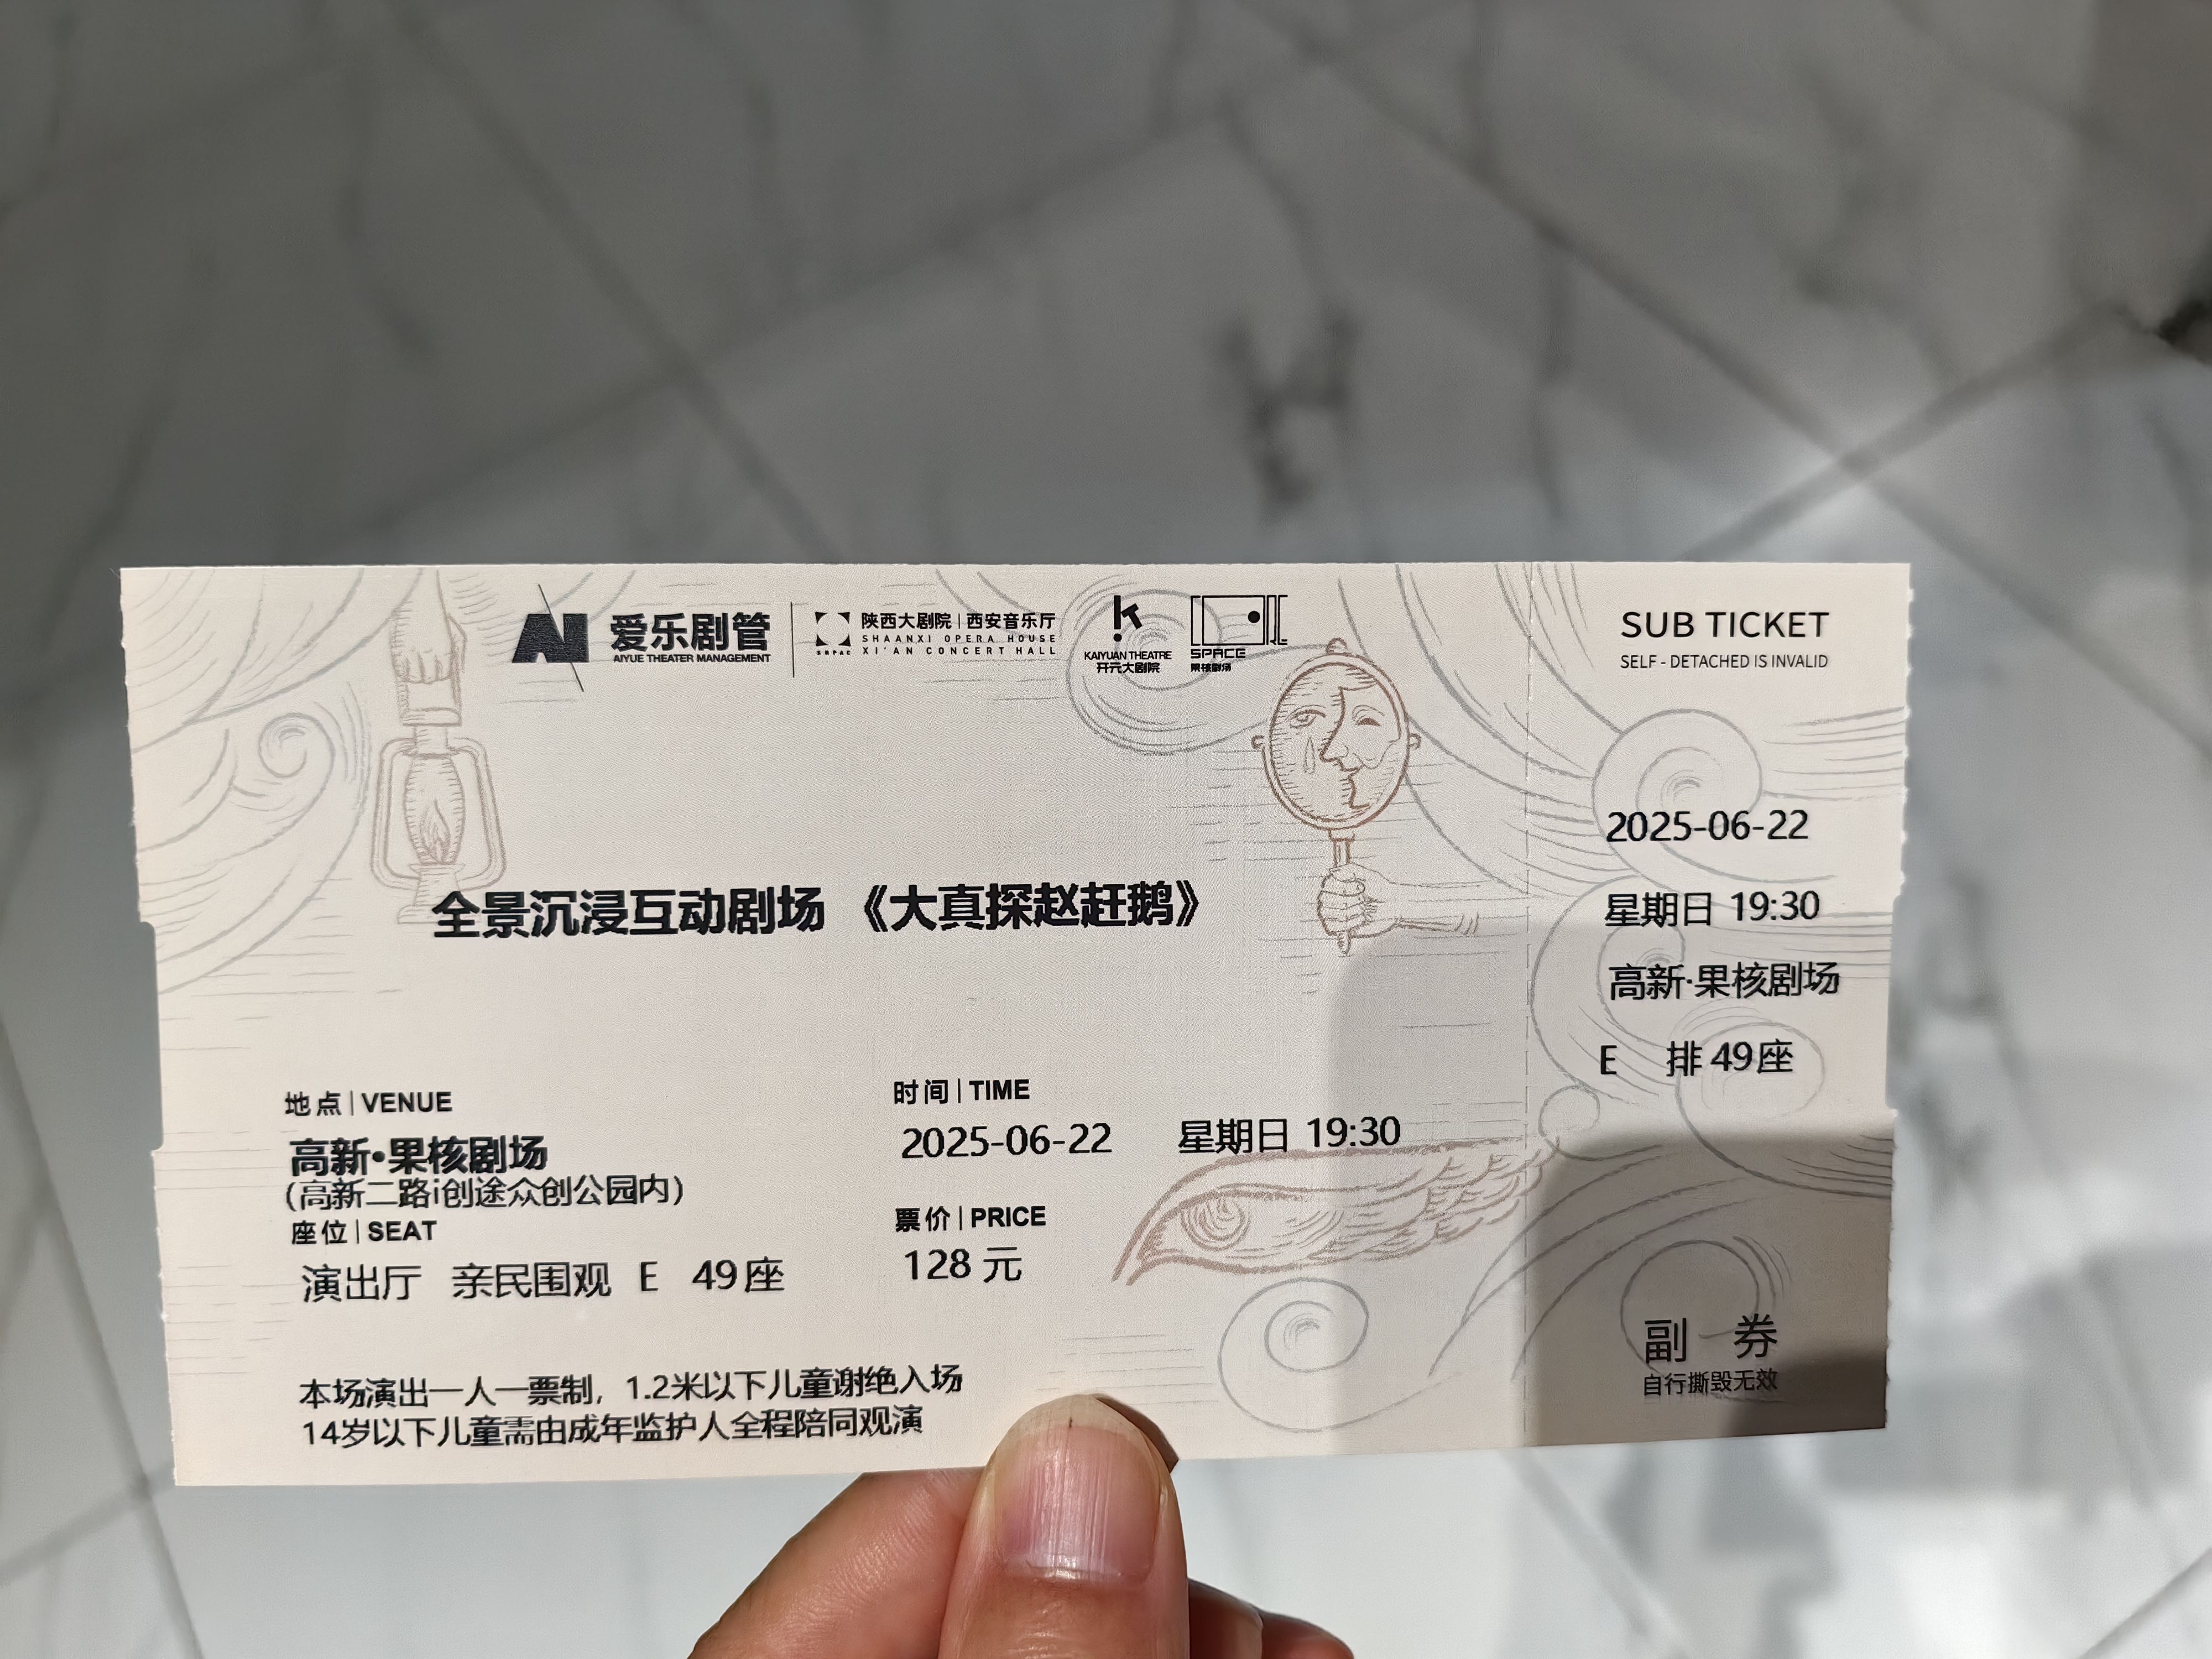 AI 爱乐剧管
AIYUE THEATER MANAGEMENT
陕西大剧院 | 西安音乐厅
SHAANXI OPERA HOUSE
XI'AN CONCERT HALL
SOPAC
KAIYUAN THEATRE
开元大剧院
SPACE
果核剧场
全景沉浸互动剧场 《大真探赵赶鹅》
地点 | VENUE
高新·果核剧场
(高新二路i创途众创公园内)
座位 | SEAT
演出厅 亲民围观 E 49座
时间 | TIME
2025-06-22 星期日 19:30
票价 | PRICE
128 元
本场演出一人一票制，1.2米以下儿童谢绝入场
14岁以下儿童需由成年监护人全程陪同观演
SUB TICKET
SELF - DETACHED IS INVALID
2025-06-22
星期日 19:30
高新·果核剧场
E 排 49座
副 券
自行撕毁无效